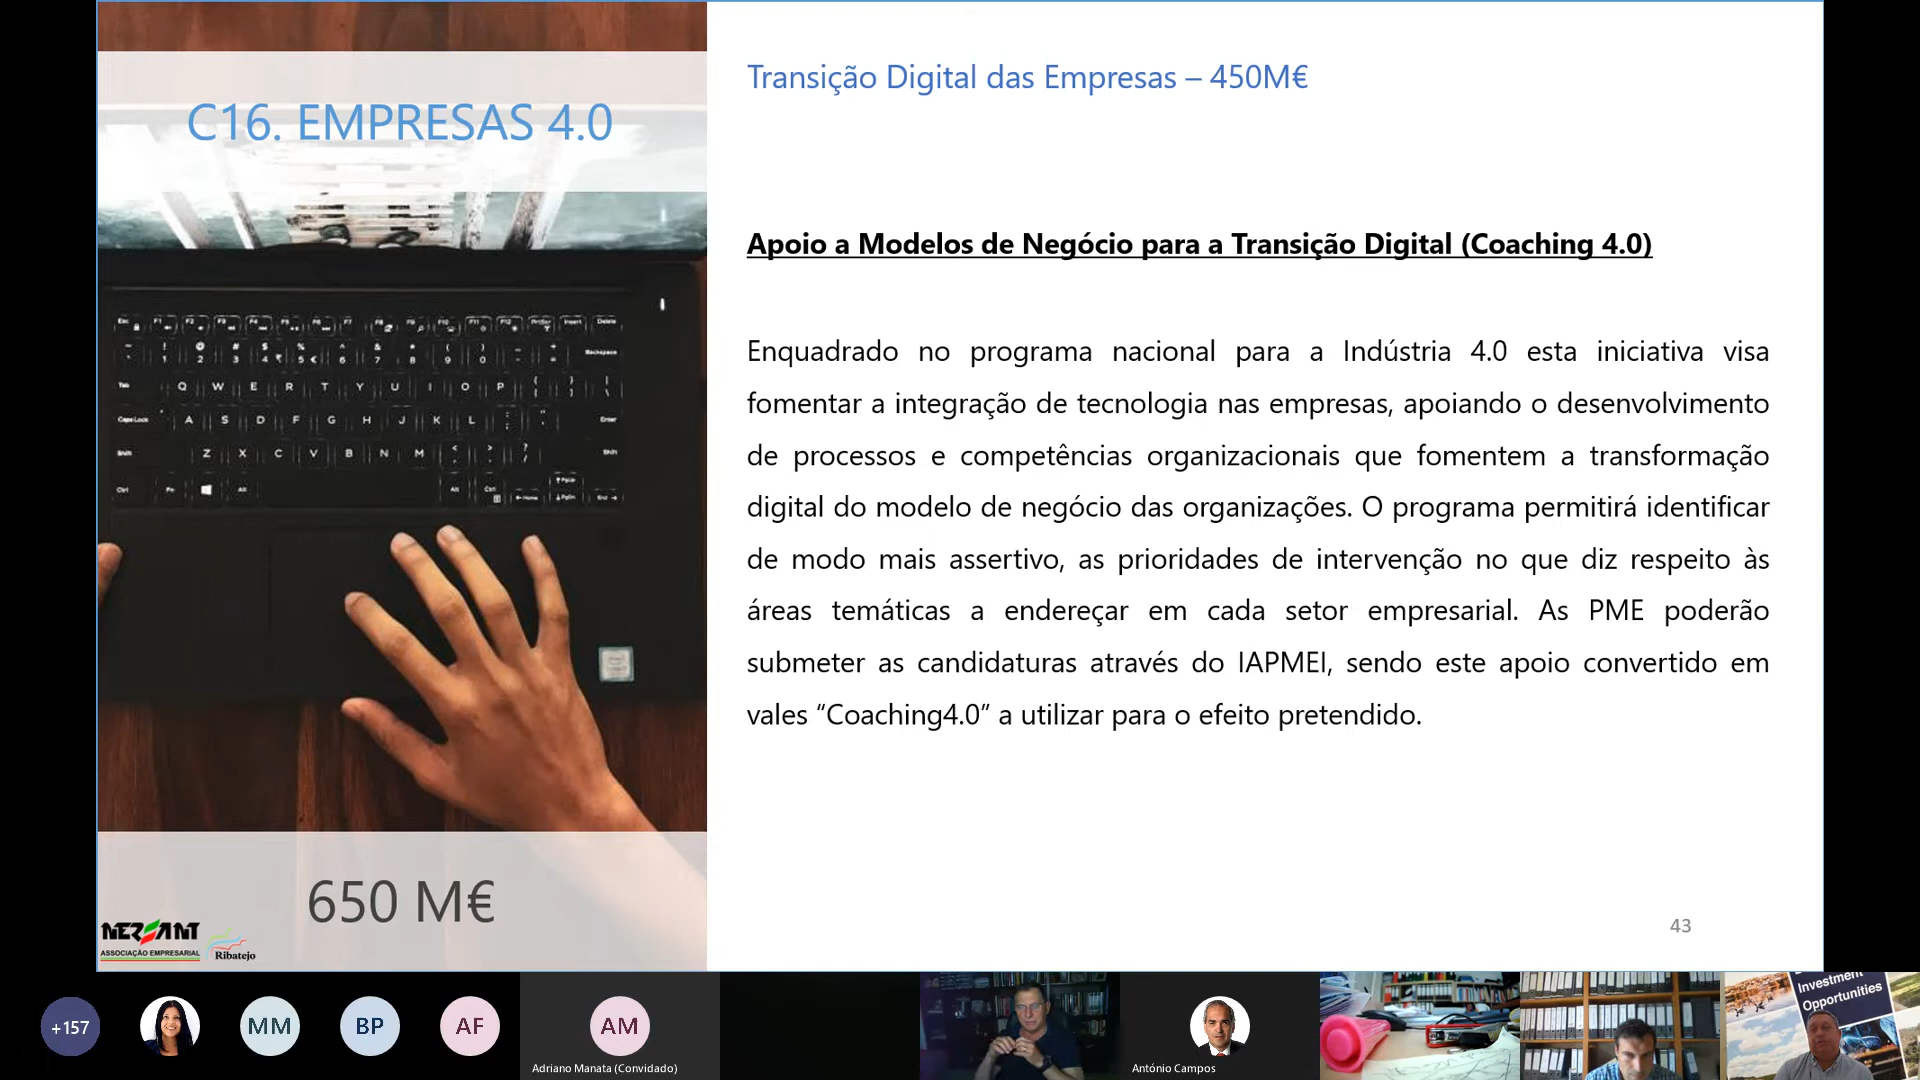 C16. EMPRESAS 4.0
650 M€
NERSANT
ASSOCIAÇÃO EMPRESARIAL
Ribatejo
Transição Digital das Empresas – 450M€
Apoio a Modelos de Negócio para a Transição Digital (Coaching 4.0)
Enquadrado no programa nacional para a Indústria 4.0 esta iniciativa visa
fomentar a integração de tecnologia nas empresas, apoiando o desenvolvimento
de processos e competências organizacionais que fomentem a transformação
digital do modelo de negócio das organizações. O programa permitirá identificar
de modo mais assertivo, as prioridades de intervenção no que diz respeito às
áreas temáticas a endereçar em cada setor empresarial. As PME poderão
submeter as candidaturas através do IAPMEI, sendo este apoio convertido em
vales “Coaching4.0” a utilizar para o efeito pretendido.
43
+157
MM
BP
AF
AM
Adriano Manata (Convidado)
António Campos
Investment
Opportunities